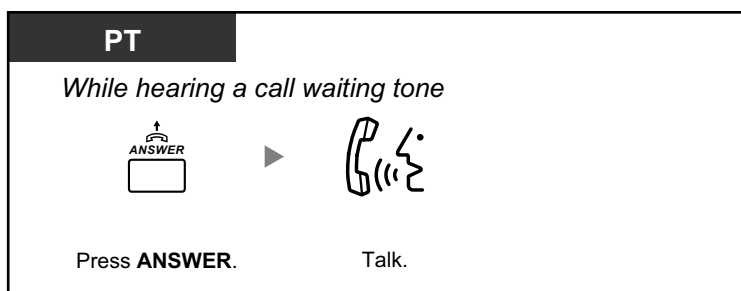 PT
While hearing a call waiting tone
ANSWER
Press ANSWER. Talk.